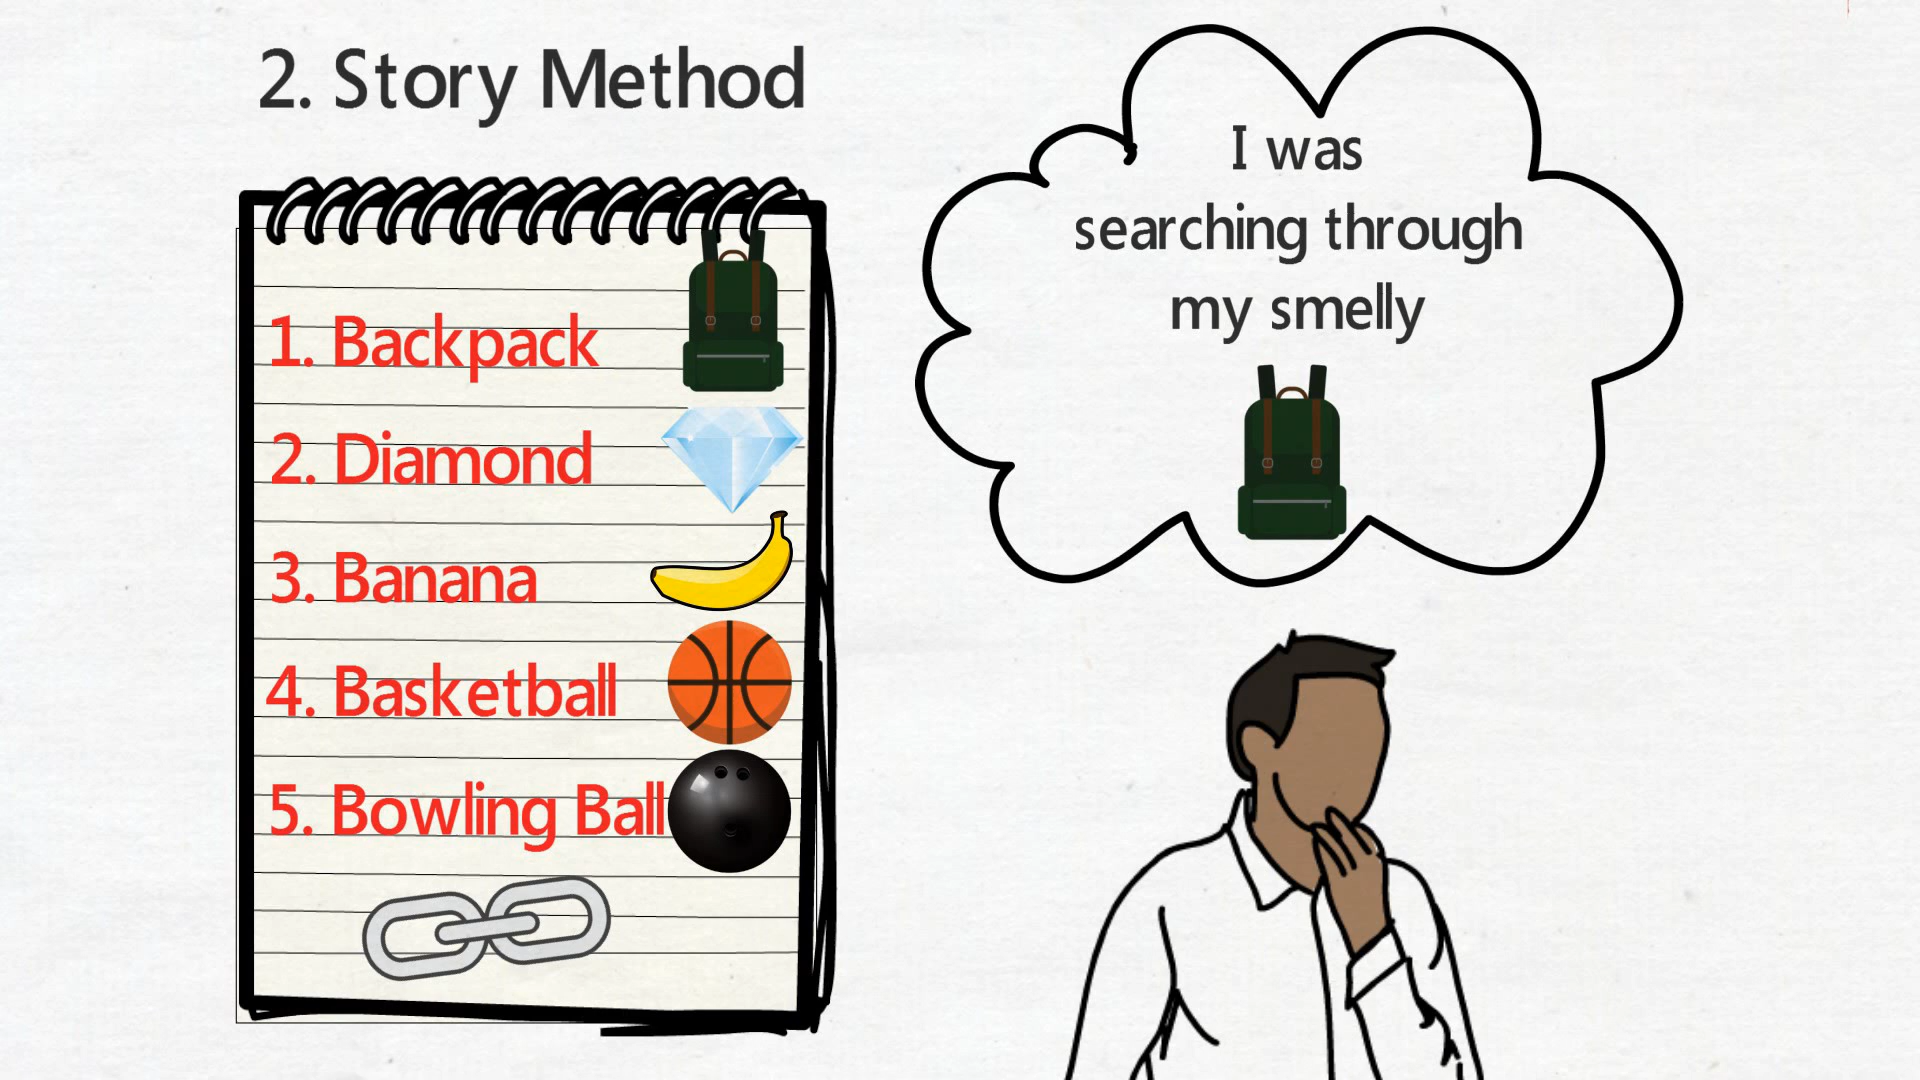 2. Story Method
1. Backpack
2. Diamond
3. Banana
4. Basketball
5. Bowling Ball
I was
searching through
my smelly